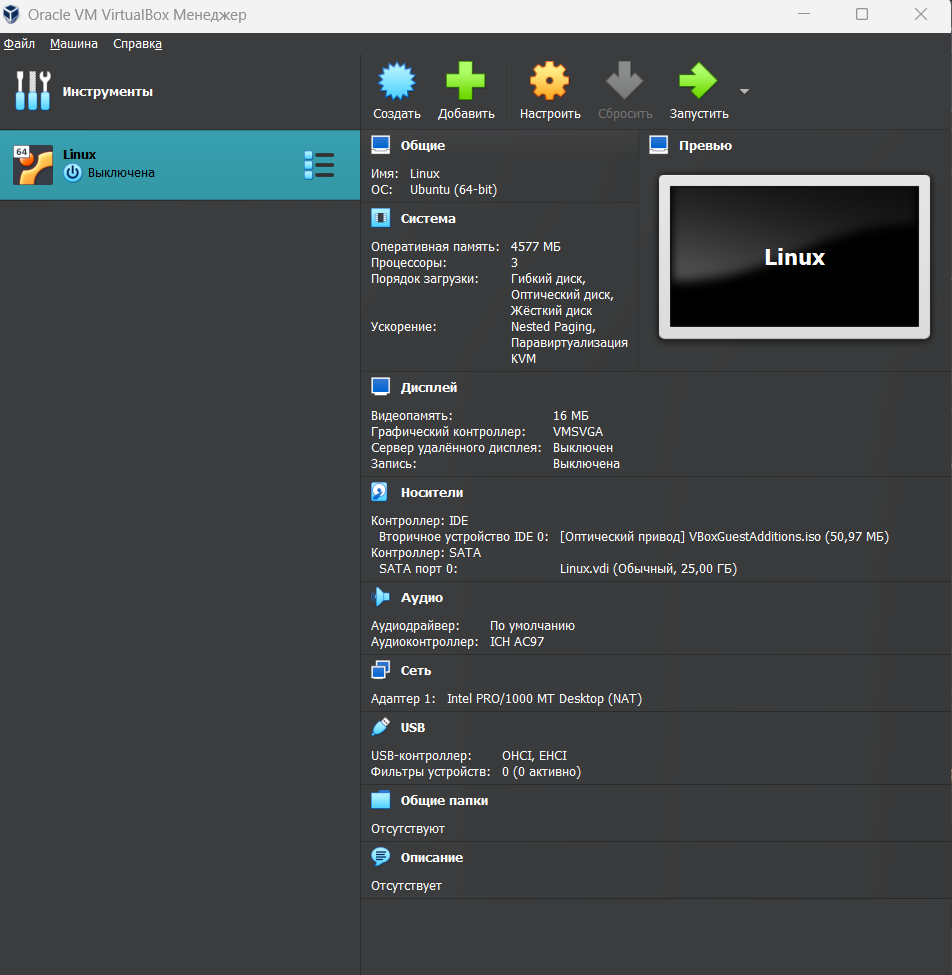 Oracle VM VirtualBox Менеджер
Файл Машина Справка
Инструменты
Создать Добавить Настроить Сбросить Запустить
64
Linux
Выключена
Общие
Имя: Linux
ОС: Ubuntu (64-bit)
Превью
Linux
Система
Оперативная память: 4577 МБ
Процессоры: 3
Порядок загрузки: Гибкий диск,
Оптический диск,
Жёсткий диск
Ускорение: Nested Paging,
Паравиртуализация
KVM
Дисплей
Видеопамять: 16 МБ
Графический контроллер: VMSVGA
Сервер удалённого дисплея: Выключен
Запись: Выключена
Носители
Контроллер: IDE
Вторичное устройство IDE 0: [Оптический привод] VBoxGuestAdditions.iso (50,97 МБ)
Контроллер: SATA
SATA порт 0: Linux.vdi (Обычный, 25,00 ГБ)
Аудио
Аудиодрайвер: По умолчанию
Аудиоконтроллер: ICH AC97
Сеть
Адаптер 1: Intel PRO/1000 MT Desktop (NAT)
USB
USB-контроллер: OHCI, EHCI
Фильтры устройств: 0 (0 активно)
Общие папки
Отсутствуют
Описание
Отсутствует